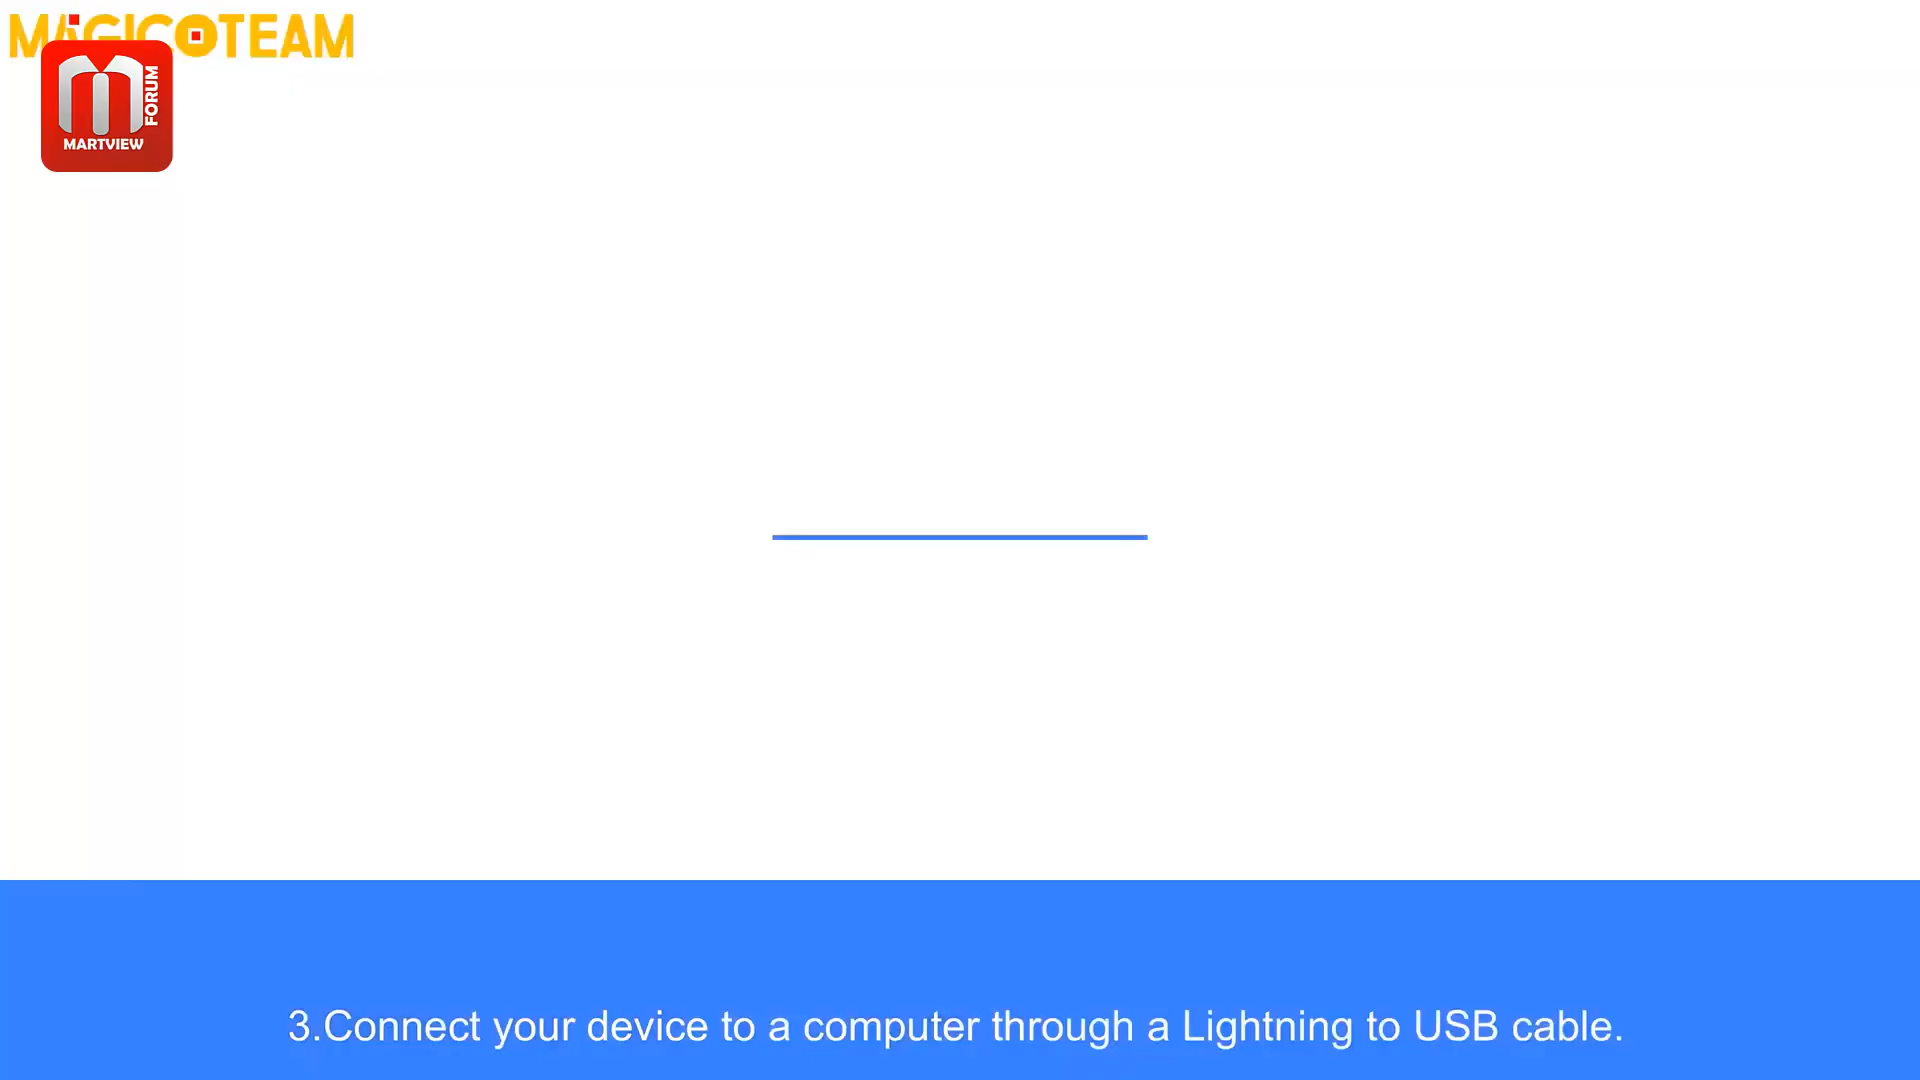 MAGICOTEAM
FORUM
MARTVIEW
3.Connect your device to a computer through a Lightning to USB cable.